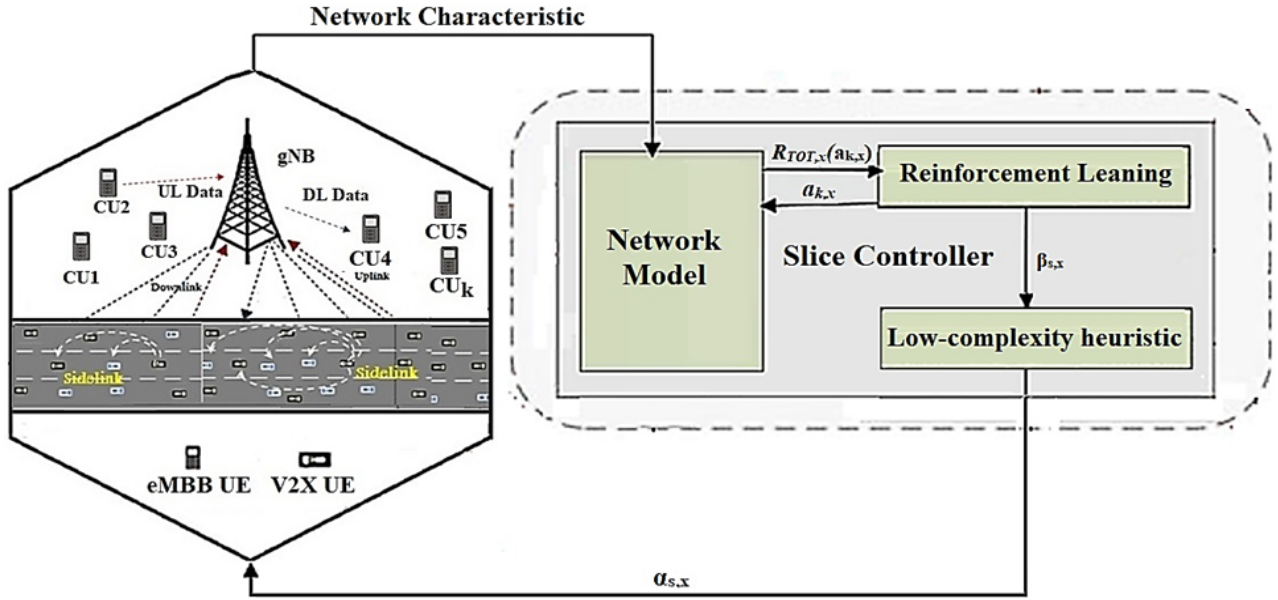 Network Characteristic
gNB
UL Data
DL Data
CU2
CU3
CU1
CU4
CU5
CUk
Uplink
Downlink
Sidelink
Sidelink
eMBB UE
V2X UE
Network
Model
RTOT,x(ak,x)
ak,x
Reinforcement Leaning
Slice Controller
βs,x
Low-complexity heuristic
αs,x